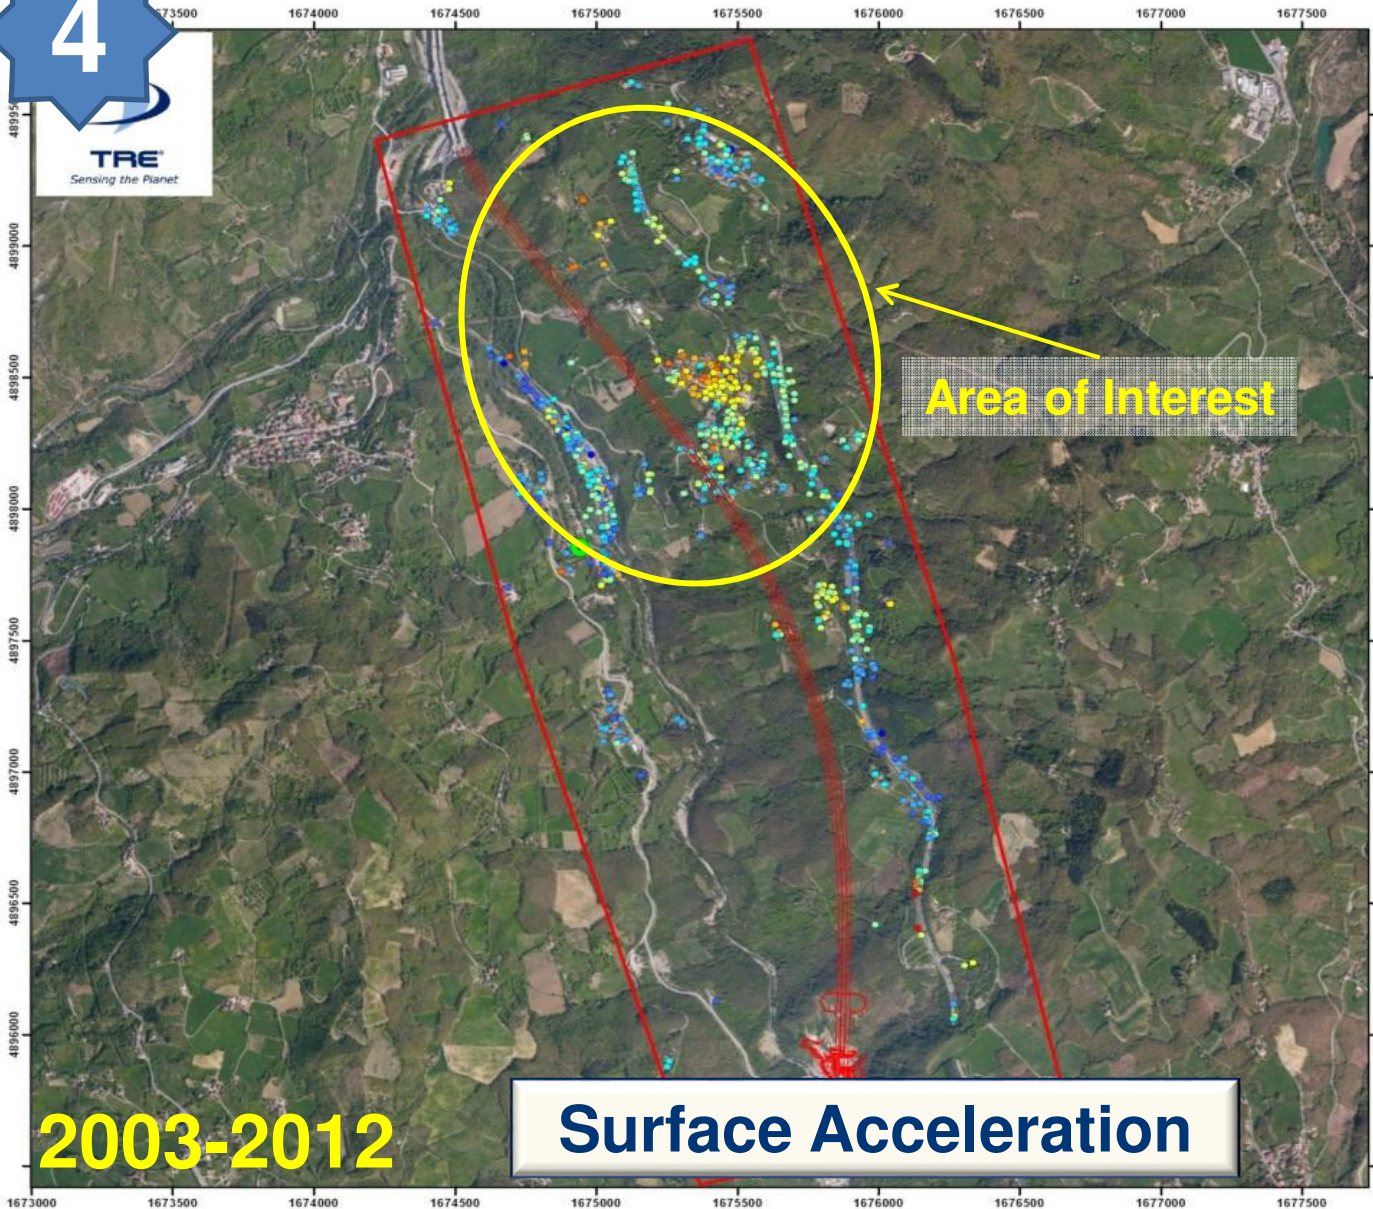 4
1673500 1674000 1674500 1675000 1675500 1676000 1676500 1677000 1677500
TRE
Sensing the Planet
4899000
4898500
4898000
4897500
4897000
4896500
4896000
Area of Interest
2003-2012
Surface Acceleration
1673000 1673500 1674000 1674500 1675000 1675500 1676000 1676500 1677000 1677500